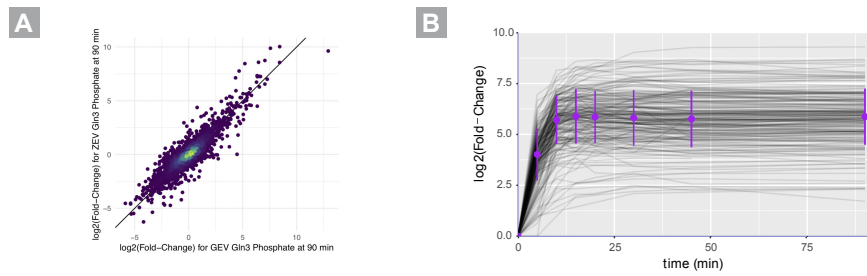 A
log2(Fold−Change) for ZEV Gln3 Phosphate at 90 min
10
5
0
−5
−5
0
5
10
log2(Fold−Change) for GEV Gln3 Phosphate at 90 min
B
log2(Fold−Change)
10.0
7.5
5.0
2.5
0.0
0
25
50
75
time (min)